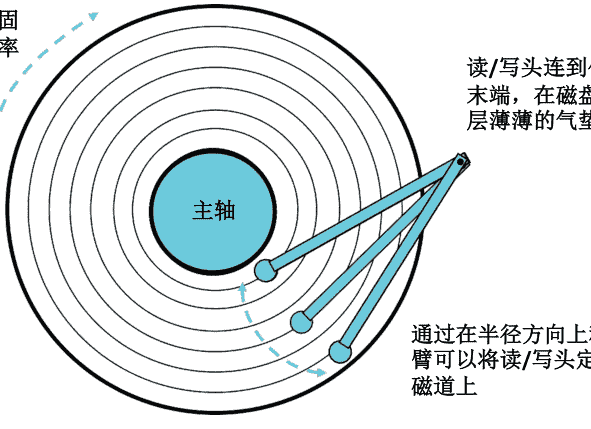 固
率
读/写头连到
末端，在磁盘
层薄薄的气垫
主轴
通过在半径方向上
臂可以将读/写头定
磁道上